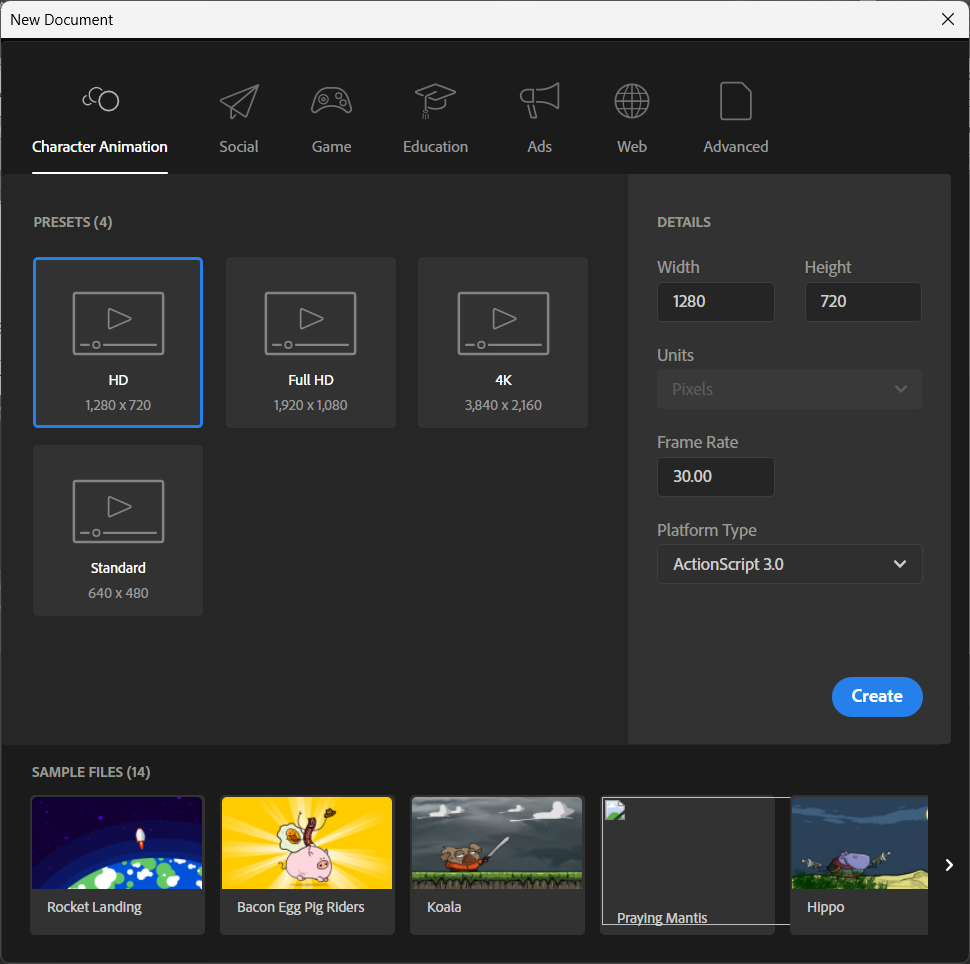 New Document
Character Animation
Social
Game
Education
Ads
Web
Advanced
PRESETS (4)
HD
1,280 x 720
Full HD
1,920 x 1,080
4K
3,840 x 2,160
Standard
640 x 480
DETAILS
Width
Height
1280
720
Units
Pixels
Frame Rate
30.00
Platform Type
ActionScript 3.0
Create
SAMPLE FILES (14)
Rocket Landing
Bacon Egg Pig Riders
Koala
Praying Mantis
Hippo